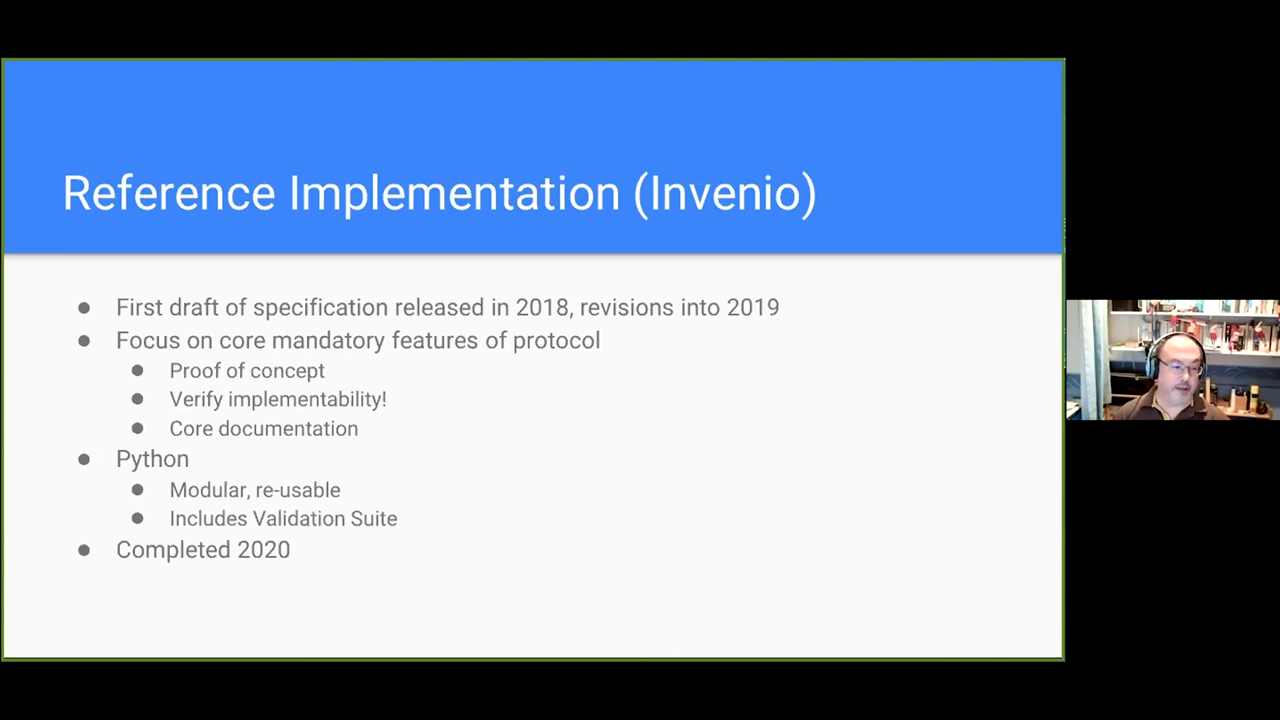 Reference Implementation (Invenio)
● First draft of specification released in 2018, revisions into 2019
● Focus on core mandatory features of protocol
● Proof of concept
● Verify implementability!
● Core documentation
● Python
● Modular, re-usable
● Includes Validation Suite
● Completed 2020